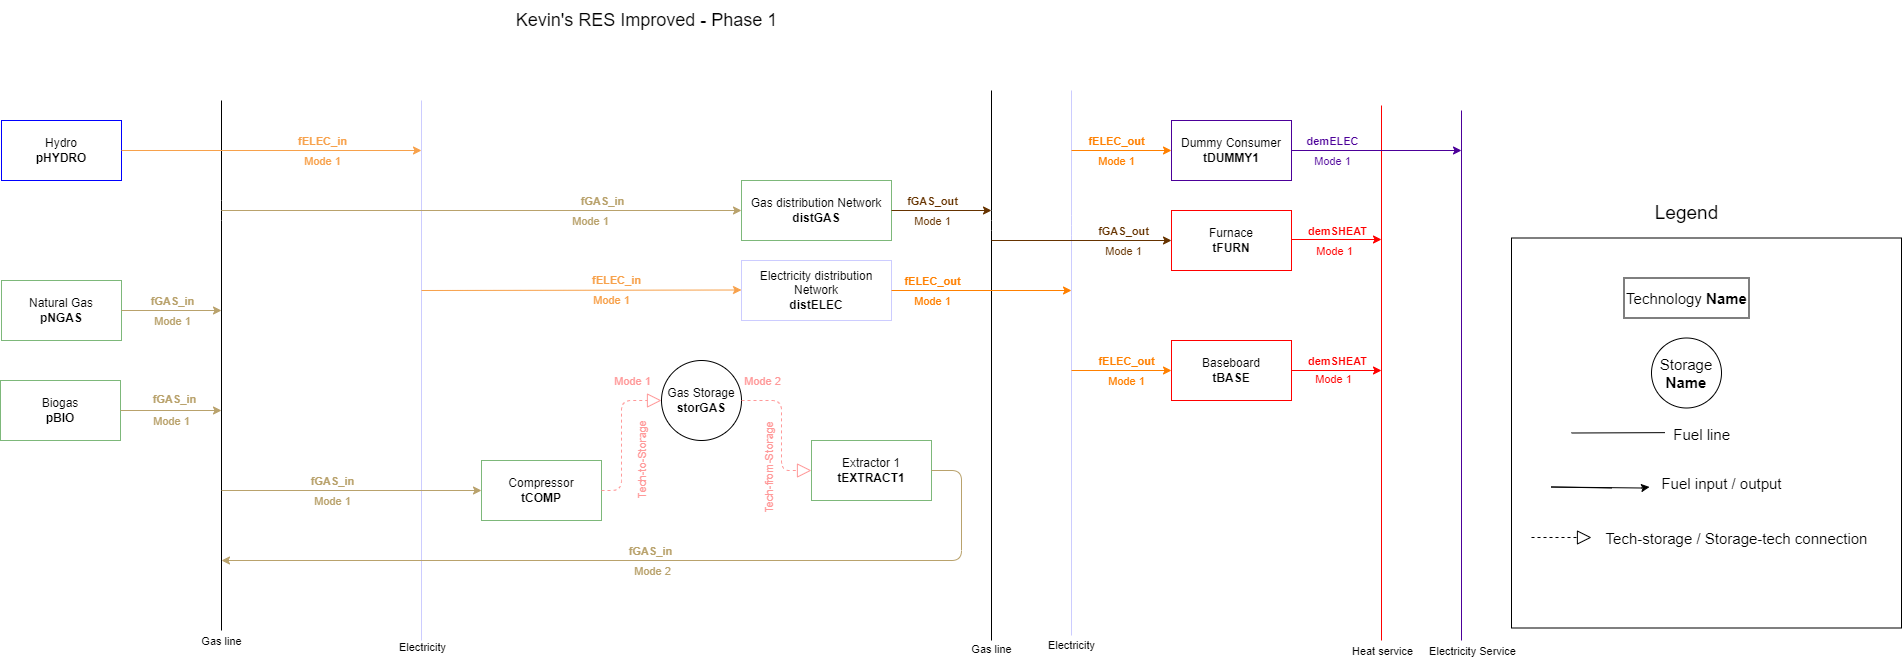 Kevin's RES Improved - Phase 1
Hydro
pHYDRO
fELEC_in
Mode 1
fELEC_out
Mode 1
Dummy Consumer
tDUMMY1
demELEC
Mode 1
fGAS_in
Mode 1
Gas distribution Network
distGAS
fGAS_out
Mode 1
fGAS_out
Mode 1
Furnace
tFURN
demSHEAT
Mode 1
Natural Gas
pNGAS
fGAS_in
Mode 1
fELEC_in
Mode 1
Electricity distribution
Network
distELEC
fELEC_out
Mode 1
Biogas
pBIO
fGAS_in
Mode 1
Mode 1
Gas Storage
storGAS
Mode 2
Tech-to-Storage
Tech-from-Storage
fELEC_out
Mode 1
Baseboard
tBASE
demSHEAT
Mode 1
fGAS_in
Mode 1
Compressor
tCOMP
Extractor 1
tEXTRACT1
fGAS_in
Mode 2
Gas line
Electricity
Gas line
Electricity
Heat service
Electricity Service
Legend
Technology Name
Storage
Name
Fuel line
Fuel input / output
Tech-storage / Storage-tech connection